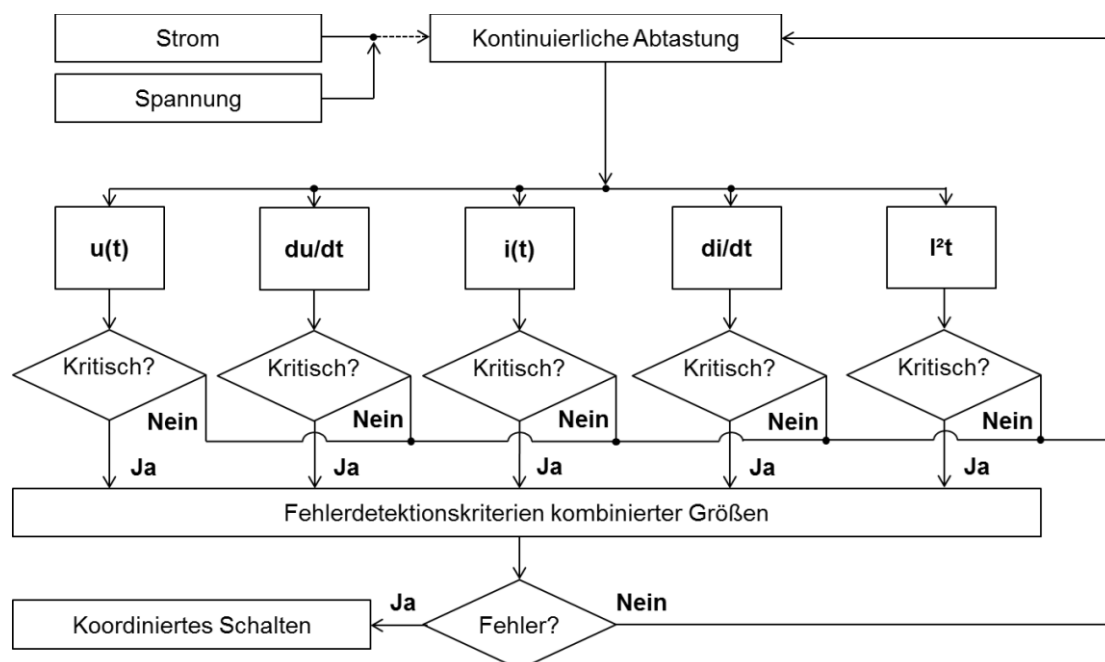 Strom
Kontinuierliche Abtastung
Spannung
u(t)
du/dt
i(t)
di/dt
I²t
Kritisch?
Kritisch?
Kritisch?
Kritisch?
Kritisch?
Nein
Nein
Nein
Nein
Nein
Ja
Ja
Ja
Ja
Ja
Fehlerdetektionskriterien kombinierter Größen
Ja
Nein
Koordiniertes Schalten
Fehler?